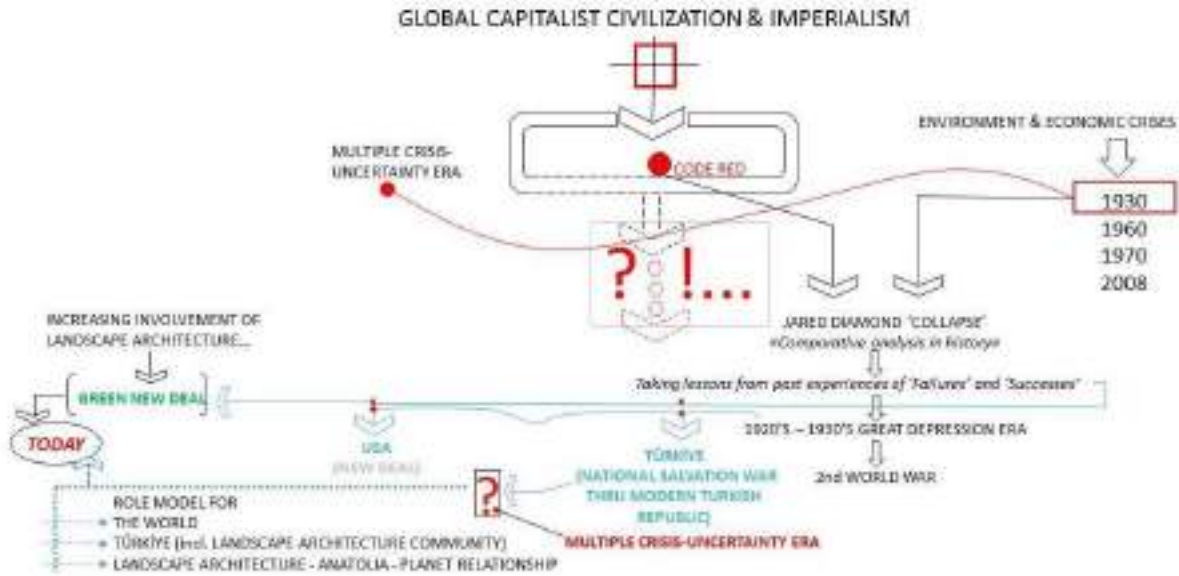 GLOBAL CAPITALIST CIVILIZATION & IMPERIALISM
ENVIRONMENT & ECONOMIC CRISES
MULTIPLE CRISIS-
UNCERTAINTY ERA
CODE RED
1930
1960
1970
2008
? !....
INCREASING INVOLVEMENT OF
LANDSCAPE ARCHITECTURE...
JARED DIAMOND 'COLLAPSE'
«Comparative analysis in history»
Taking lessons from past experiences of 'Failures' and 'Successes'
GREEN NEW DEAL
1920'S – 1930'S GREAT DEPRESSION ERA
TODAY
USA
(NEW DEAL)
TÜRKİYE
(NATIONAL SALVATION WAR
THRU MODERN TURKISH
REPUBLIC)
2nd WORLD WAR
?
ROLE MODEL FOR
THE WORLD
TÜRKİYE (incl. LANDSCAPE ARCHITECTURE COMMUNITY)
MULTIPLE CRISIS-UNCERTAINTY ERA
LANDSCAPE ARCHITECTURE - ANATOLIA - PLANET RELATIONSHIP